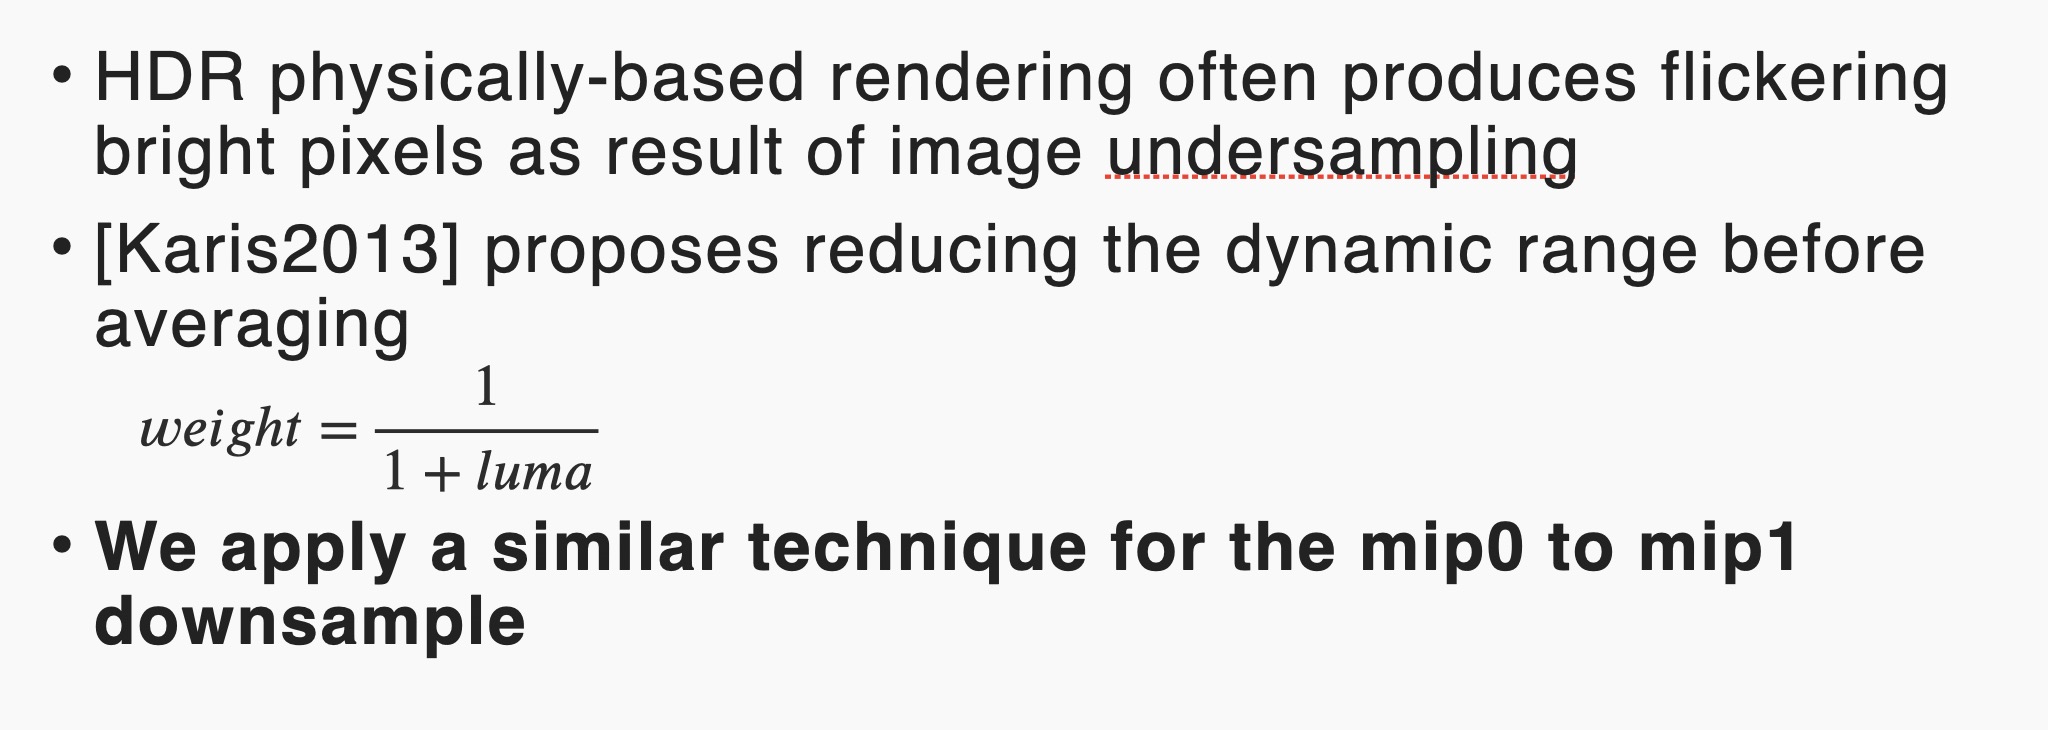 • HDR physically-based rendering often produces flickering
bright pixels as result of image undersampling
• [Karis2013] proposes reducing the dynamic range before
averaging
weight = 1 / (1 + luma)
• We apply a similar technique for the mip0 to mip1
downsample